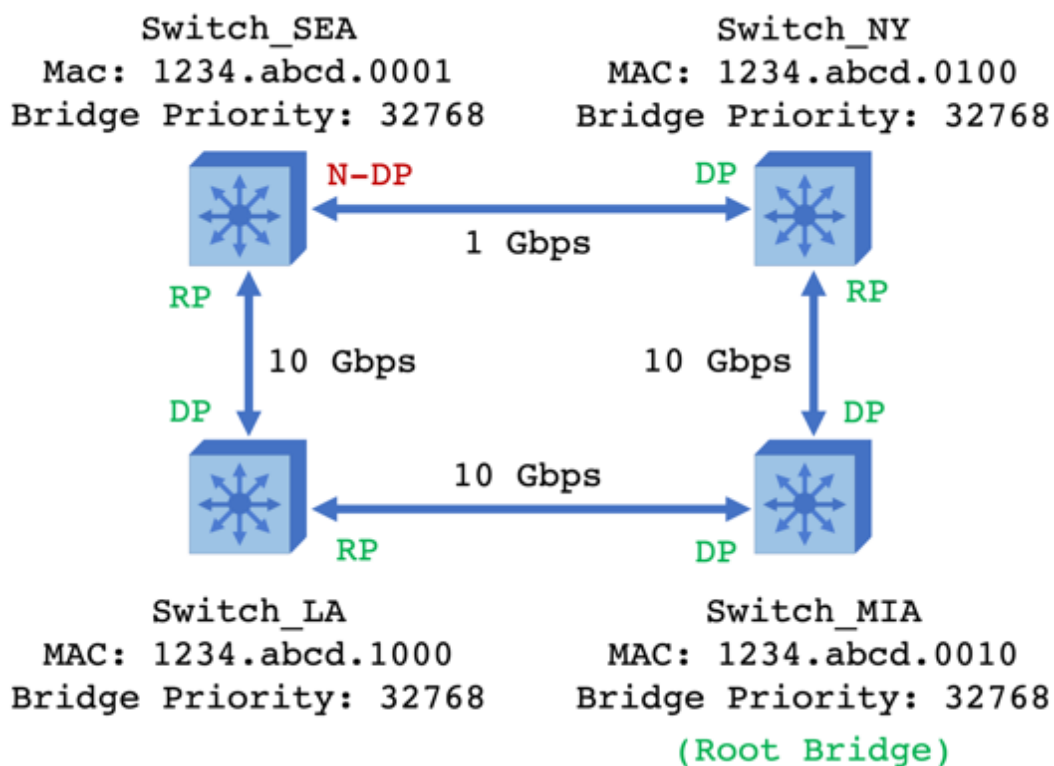 Switch_SEA
Mac: 1234.abcd.0001
Bridge Priority: 32768
Switch_NY
MAC: 1234.abcd.0100
Bridge Priority: 32768
N-DP
DP
1 Gbps
RP
RP
10 Gbps
10 Gbps
DP
DP
10 Gbps
RP
DP
Switch_LA
MAC: 1234.abcd.1000
Bridge Priority: 32768
Switch_MIA
MAC: 1234.abcd.0010
Bridge Priority: 32768
(Root Bridge)